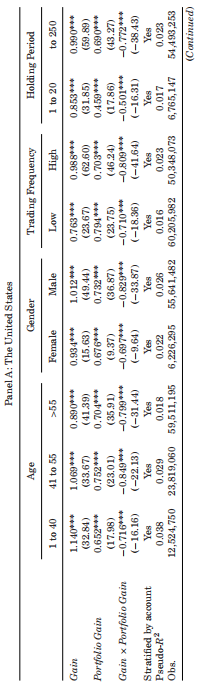 Panel A: The United States
Age Gender Trading Frequency Holding Period
1 to 40 41 to 55 >55 Female Male Low High 1 to 20 to 250
Gain 1.140*** 1.069*** 0.890*** 0.934*** 1.012*** 0.763*** 0.988*** 0.853*** 0.990***
(32.84) (33.67) (41.39) (15.63) (49.44) (23.67) (62.60) (31.85) (59.89)
Portfolio Gain 0.652*** 0.752*** 0.704*** 0.676*** 0.732*** 0.794*** 0.703*** 0.459*** 0.690***
(17.98) (23.01) (35.91) (9.37) (36.87) (23.75) (46.24) (17.86) (43.27)
Gain × Portfolio Gain −0.716*** −0.849*** −0.799*** −0.697*** −0.829*** −0.710*** −0.809*** −0.501*** −0.772***
(−16.16) (−22.13) (−31.44) (−9.64) (−33.87) (−18.36) (−41.64) (−16.31) (−38.43)
Stratified by account Yes Yes Yes Yes Yes Yes Yes Yes Yes
Pseudo-R² 0.038 0.029 0.018 0.022 0.026 0.016 0.023 0.017 0.023
Obs. 12,524,750 23,819,060 59,511,195 6,226,295 55,641,482 60,205,982 50,348,073 6,765,147 54,493,253
(Continued)